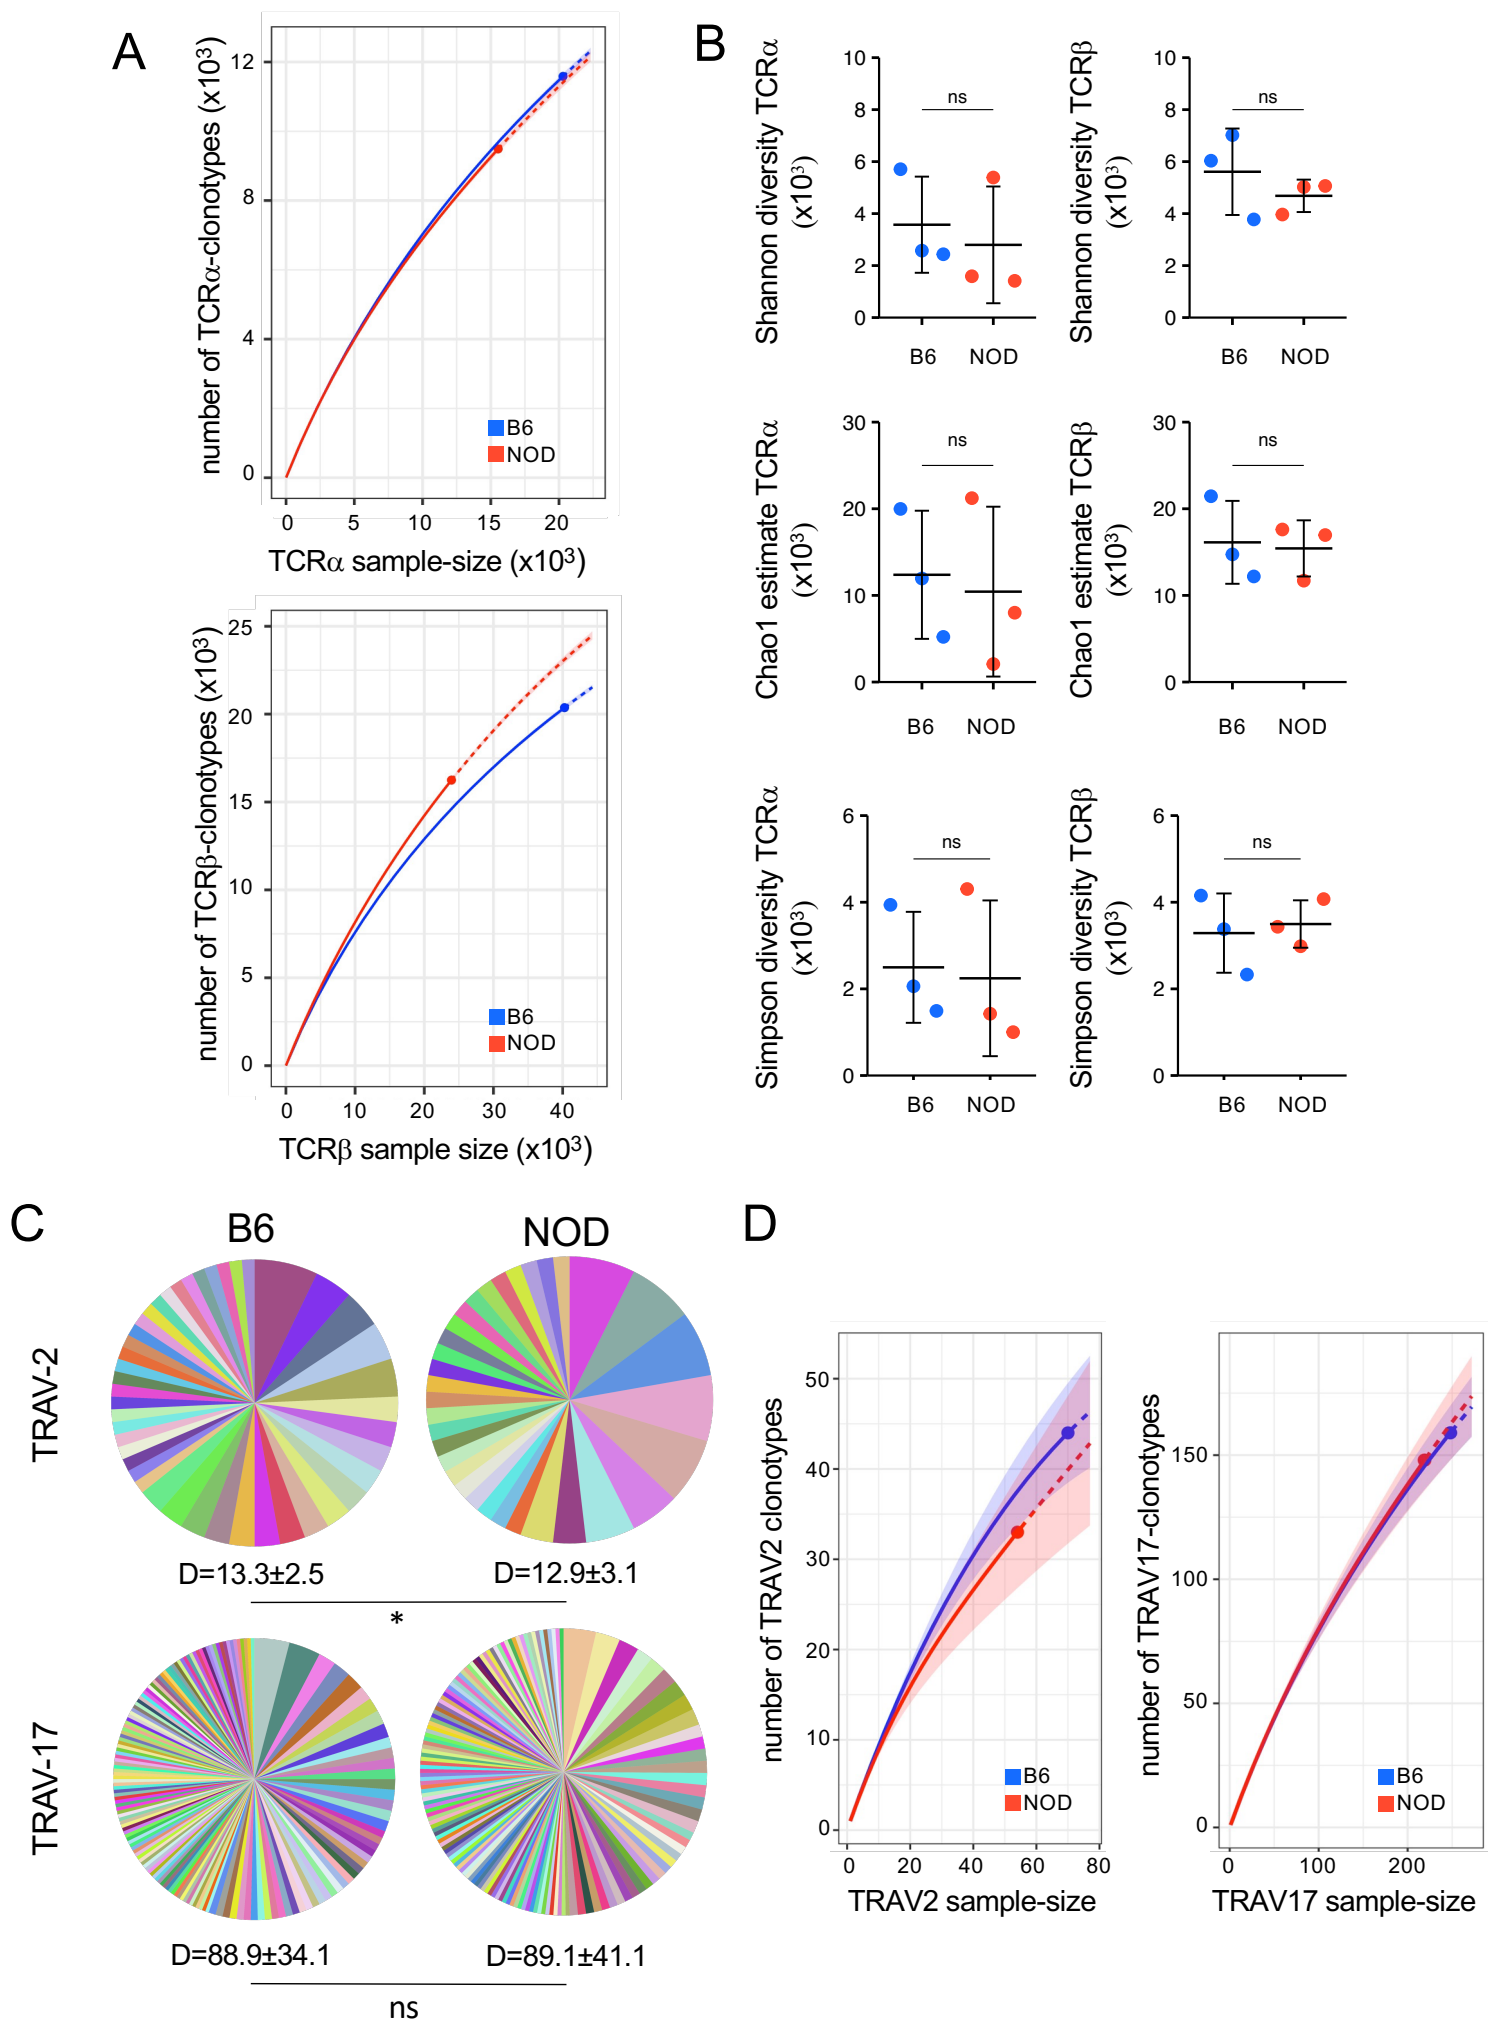 A
number of TCRα-clonotypes (x10³)
12
8
4
0
B6
NOD
0 5 10 15 20
TCRα sample-size (x10³)
number of TCRβ-clonotypes (x10³)
25
20
15
10
5
0
B6
NOD
0 10 20 30 40
TCRβ sample size (x10³)
B
Shannon diversity TCRα
(x10³)
10
8
6
4
2
0
ns
B6 NOD
Shannon diversity TCRβ
(x10³)
10
8
6
4
2
0
ns
B6 NOD
Chao1 estimate TCRα
(x10³)
30
20
10
0
ns
B6 NOD
Chao1 estimate TCRβ
(x10³)
30
20
10
0
ns
B6 NOD
Simpson diversity TCRα
(x10³)
6
4
2
0
ns
B6 NOD
Simpson diversity TCRβ
(x10³)
6
4
2
0
ns
B6 NOD
C
B6 NOD
TRAV-2
D=13.3±2.5 D=12.9±3.1
*
TRAV-17
D=88.9±34.1 D=89.1±41.1
ns
D
number of TRAV2 clonotypes
50
40
30
20
10
0
B6
NOD
0 20 40 60 80
TRAV2 sample-size
number of TRAV17-clonotypes
150
100
50
0
B6
NOD
0 100 200
TRAV17 sample-size